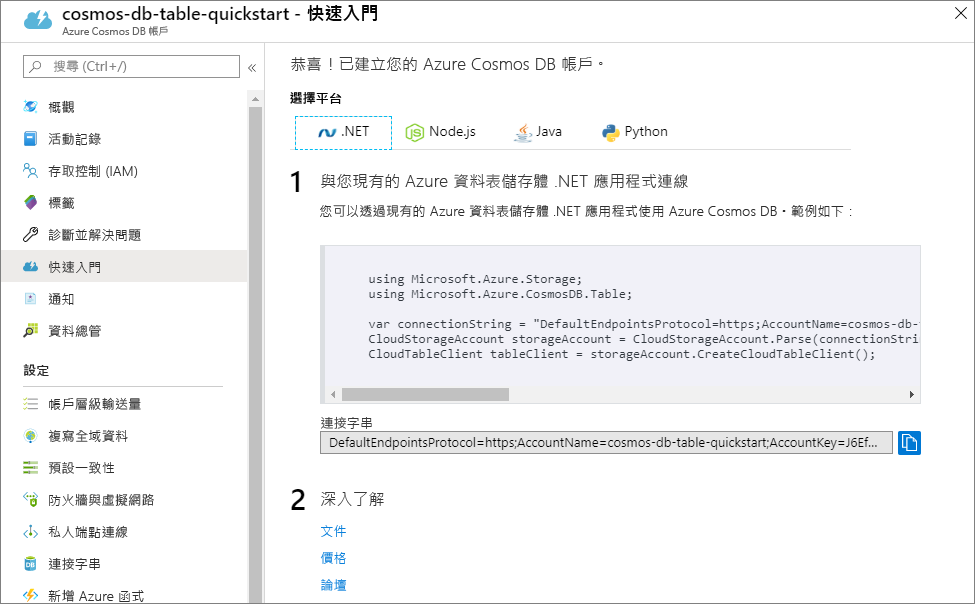 cosmos-db-table-quickstart - 快速入門
Azure Cosmos DB 帳戶
搜尋 (Ctrl+/)
概觀
活動記錄
存取控制 (IAM)
標籤
診斷並解決問題
快速入門
通知
資料總管
設定
帳戶層級輸送量
複寫全域資料
預設一致性
防火牆與虛擬網路
私人端點連線
連接字串
新增 Azure 函式
恭喜！已建立您的 Azure Cosmos DB 帳戶。
選擇平台
.NET Node.js Java Python
1 與您現有的 Azure 資料表儲存體 .NET 應用程式連線
您可以透過現有的 Azure 資料表儲存體 .NET 應用程式使用 Azure Cosmos DB，範例如下：
using Microsoft.Azure.Storage;
using Microsoft.Azure.CosmosDB.Table;
var connectionString = "DefaultEndpointsProtocol=https;AccountName=cosmos-db-
CloudStorageAccount storageAccount = CloudStorageAccount.Parse(connectionStri
CloudTableClient tableClient = storageAccount.CreateCloudTableClient();
連接字串
DefaultEndpointsProtocol=https;AccountName=cosmos-db-table-quickstart;AccountKey=J6Ef...
2 深入了解
文件
價格
論壇